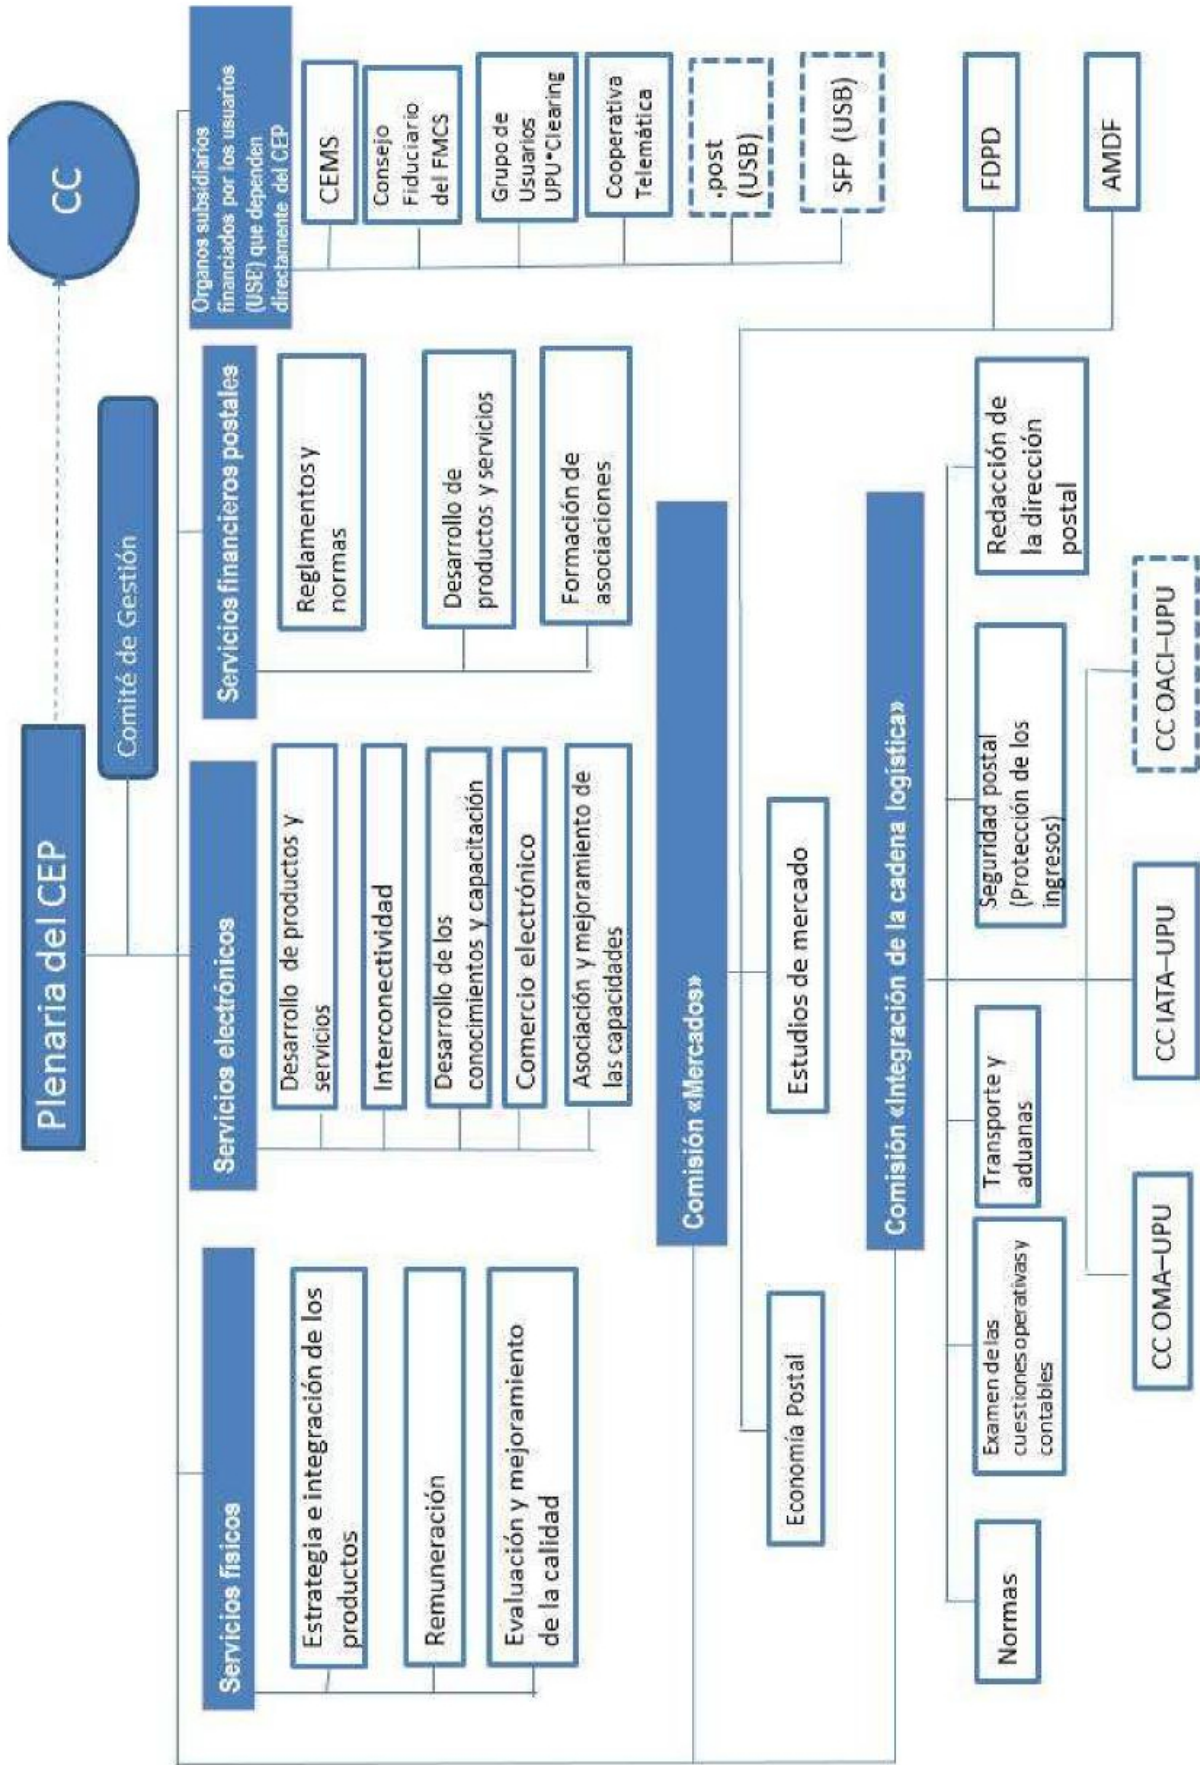 Plenaria del CEP
CC
Comité de Gestión
Servicios físicos
Estrategia e integración de los
productos
Remuneración
Evaluación y mejoramiento
de la calidad
Servicios electrónicos
Desarrollo de productos y
servicios
Interconectividad
Desarrollo de los
conocimientos y capacitación
Comercio electrónico
Asociación y mejoramiento de
las capacidades
Servicios financieros postales
Reglamentos y
normas
Desarrollo de
productos y servicios
Formación de
asociaciones
Organos subsidiarios
financiados por los usuarios
(USE) que dependen
directamente del CEP
CEMS
Consejo
Fiduciario
del FMCS
Grupo de
Usuarios
UPU*Clearing
Cooperativa
Telemática
.post
(USB)
SFP (USB)
Comisión «Mercados»
Economía Postal
Estudios de mercado
FDPD
AMDF
Comisión «Integración de la cadena logística»
Normas
Examen de las
cuestiones operativas y
contables
Transporte y
aduanas
Seguridad postal
(Protección de los
ingresos)
Redacción de
la dirección
postal
CC OMA–UPU
CC IATA–UPU
CC OACI–UPU